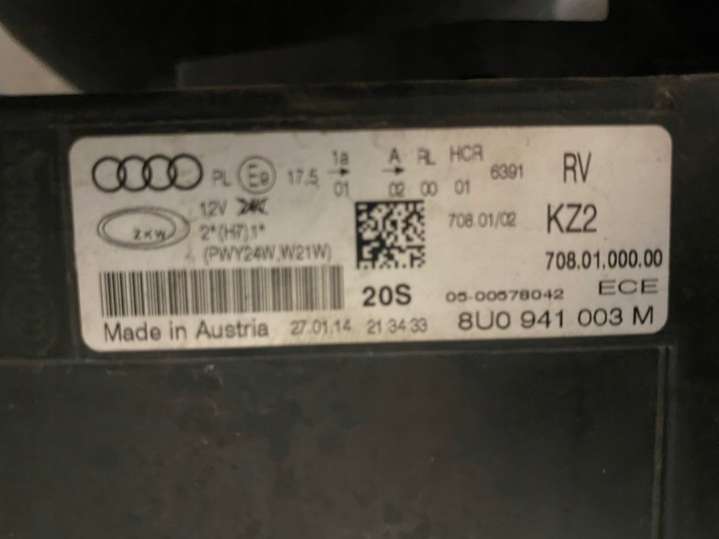 PL E9 17.5 1a 01 A 02 RL 00 HCR 01 6391 RV
ZKW 12V 708.01/02 KZ2
2*(H7),1*
(PWY24W,W21W) 708.01,000.00
20S 05-00578042 ECE
Made in Austria 27.01.14 21:34:33 8U0 941 003 M